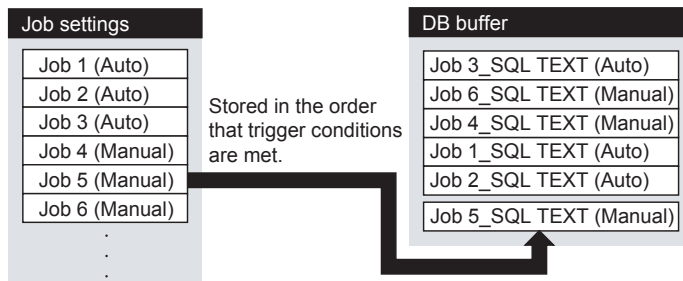 Job settings
Job 1 (Auto)
Job 2 (Auto)
Job 3 (Auto)
Job 4 (Manual)
Job 5 (Manual)
Job 6 (Manual)
.
.
.
Stored in the order
that trigger conditions
are met.
DB buffer
Job 3_SQL TEXT (Auto)
Job 6_SQL TEXT (Manual)
Job 4_SQL TEXT (Manual)
Job 1_SQL TEXT (Auto)
Job 2_SQL TEXT (Auto)
Job 5_SQL TEXT (Manual)